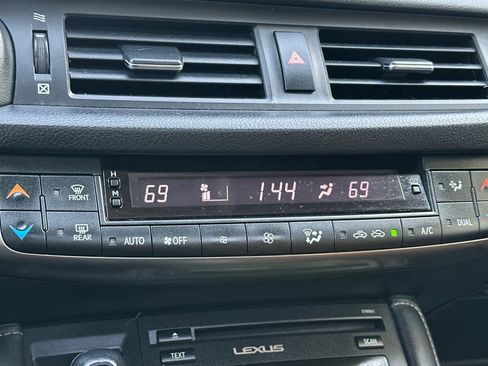 H
M
69 1:44 69
FRONT
REAR
AUTO
OFF
A/C
DUAL
TEXT
LEXUS
SCAN